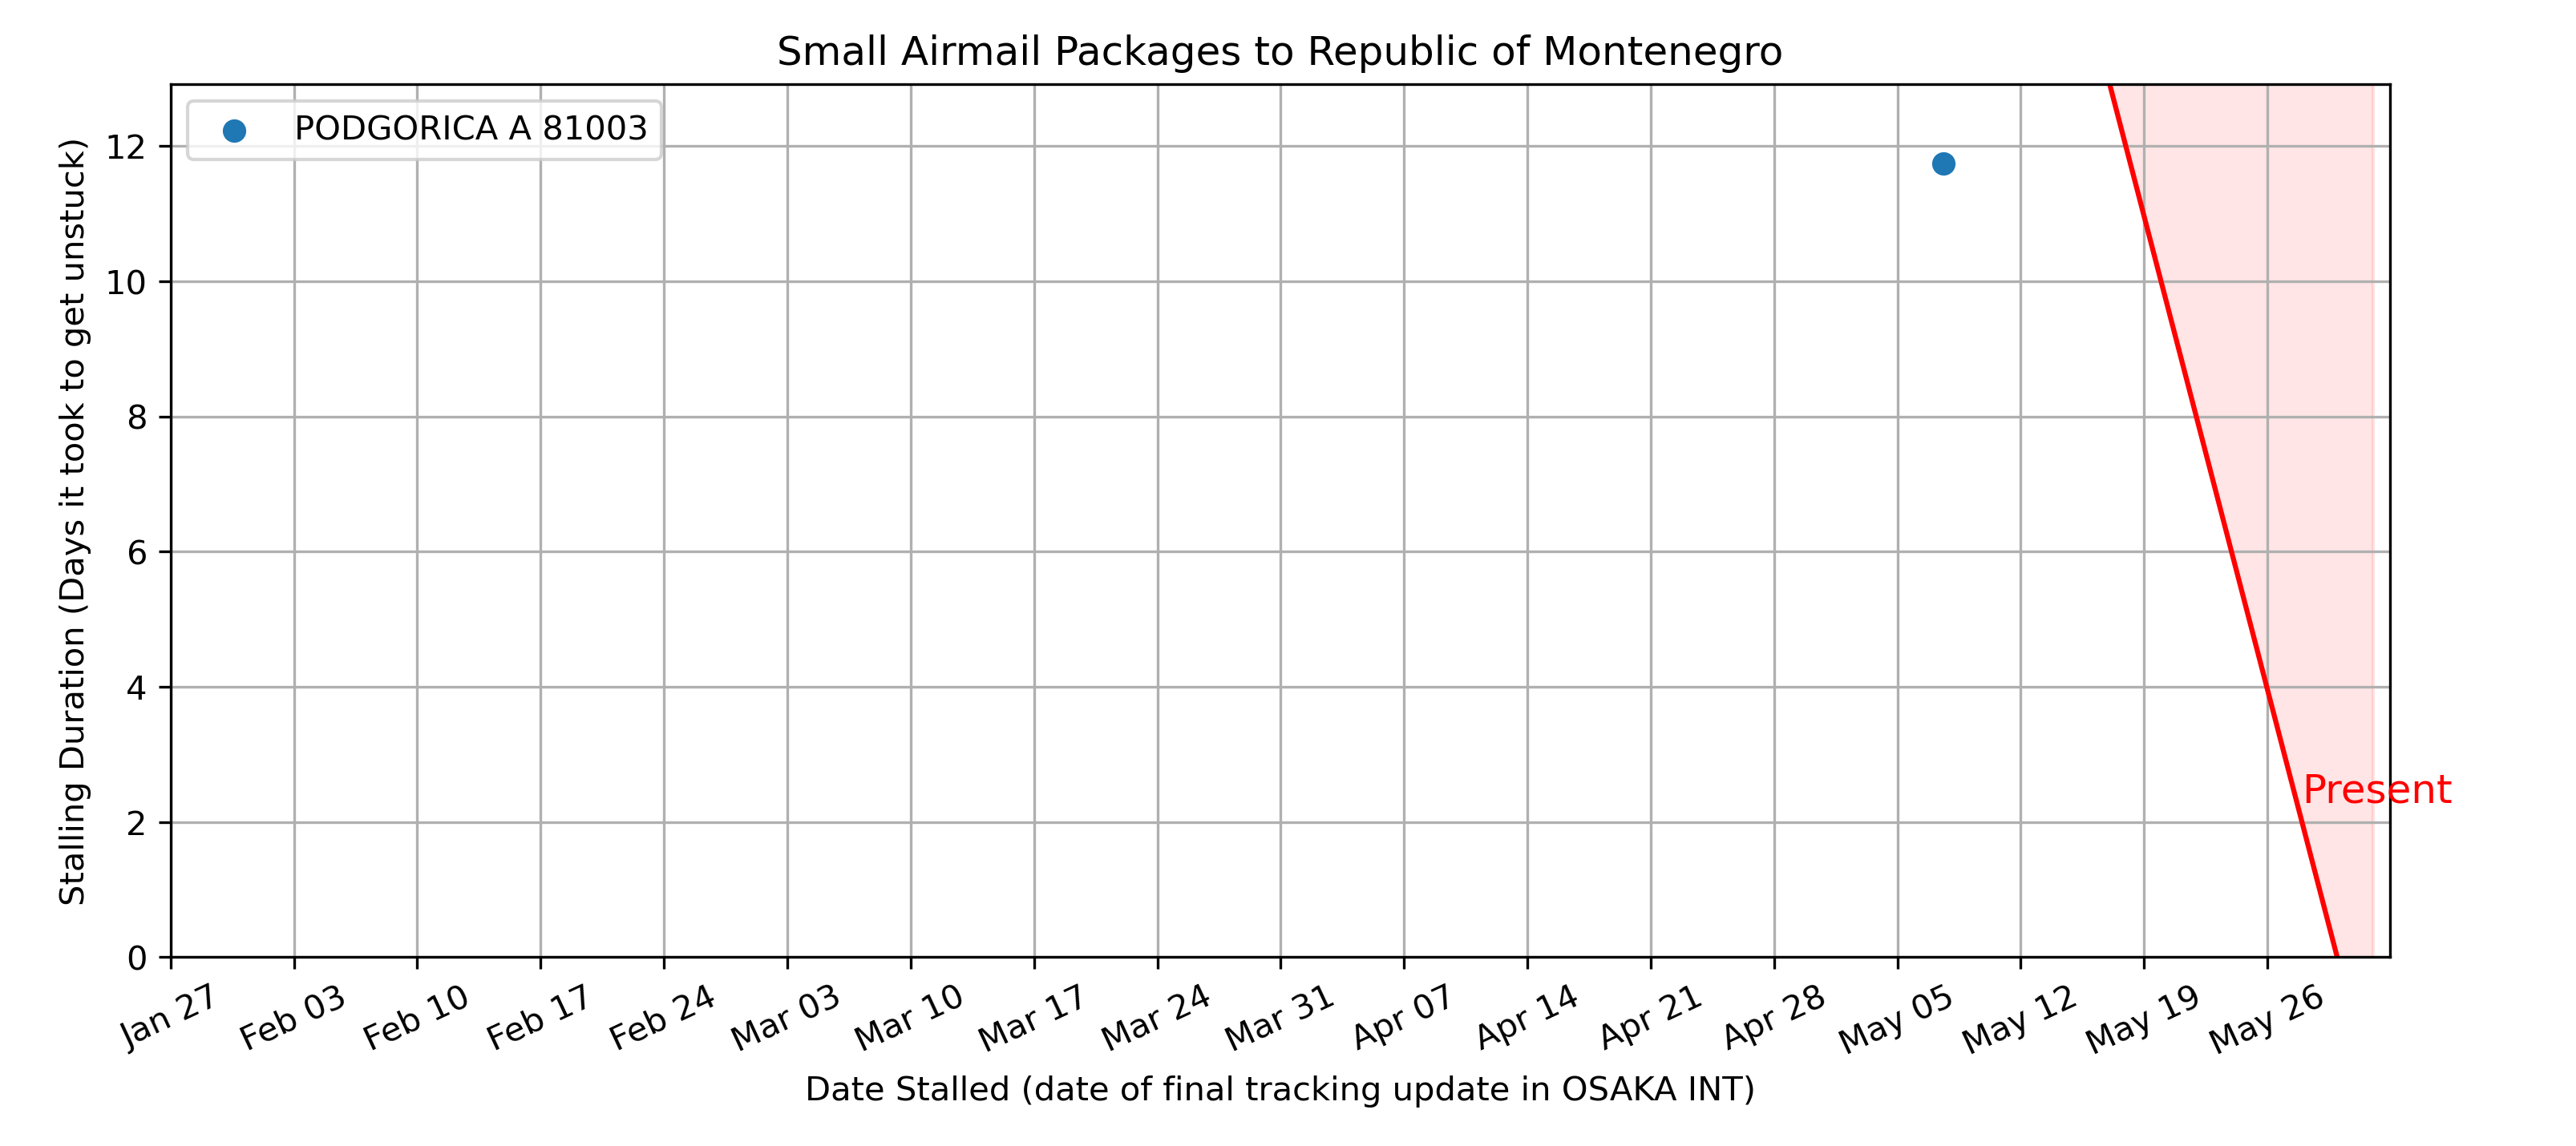 Small Airmail Packages to Republic of Montenegro
PODGORICA A 81003
Stalling Duration (Days it took to get unstuck)
12
10
8
6
4
2
0
Present
Jan 27
Feb 03
Feb 10
Feb 17
Feb 24
Mar 03
Mar 10
Mar 17
Mar 24
Mar 31
Apr 07
Apr 14
Apr 21
Apr 28
May 05
May 12
May 19
May 26
Date Stalled (date of final tracking update in OSAKA INT)